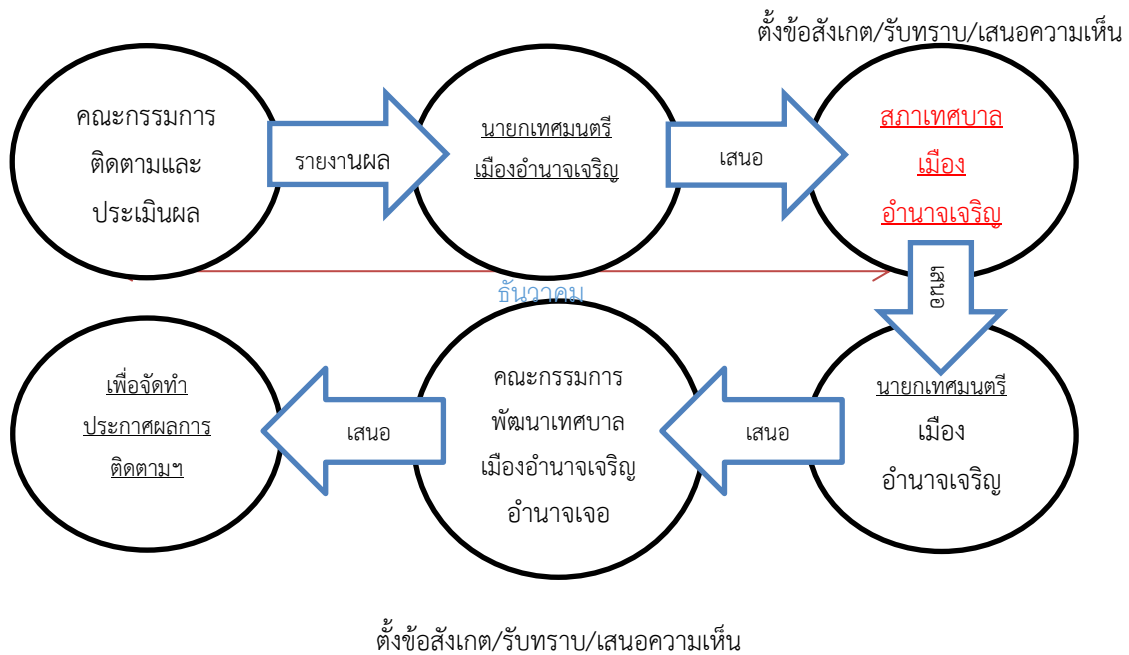 ตั้งข้อสังเกต/รับทราบ/เสนอความเห็น
คณะกรรมการ
ติดตามและ
ประเมินผล
รายงานผล
นายกเทศมนตรี
เมืองอำนาจเจริญ
เสนอ
สภาเทศบาล
เมือง
อำนาจเจริญ
ธันวาคม
เสนอ
นายกเทศมนตรี
เมือง
อำนาจเจริญ
เสนอ
คณะกรรมการ
พัฒนาเทศบาล
เมืองอำนาจเจริญ
อำนาจเจอ
เสนอ
เพื่อจัดทำ
ประกาศผลการ
ติดตามฯ
ตั้งข้อสังเกต/รับทราบ/เสนอความเห็น